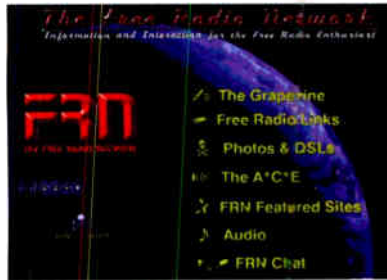 The Free Radio Network
Information and Interaction for the Free Radio Enthusiast
FRN
The Grapevine
Free Radio Links
Photos & QSLs
The A*C*E
FRN Featured Sites
Audio
FRN Chat